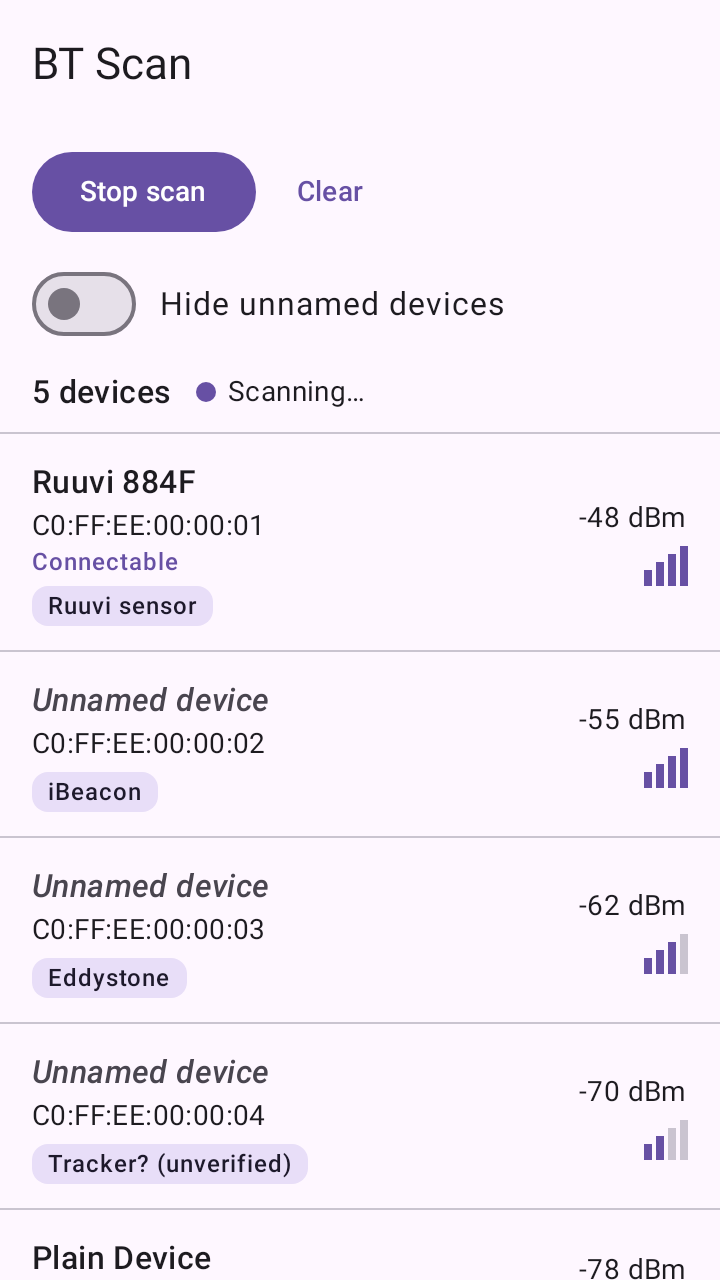 BT Scan
Stop scan
Clear
Hide unnamed devices
5 devices
Scanning…
Ruuvi 884F
C0:FF:EE:00:00:01
Connectable
Ruuvi sensor
-48 dBm
Unnamed device
C0:FF:EE:00:00:02
iBeacon
-55 dBm
Unnamed device
C0:FF:EE:00:00:03
Eddystone
-62 dBm
Unnamed device
C0:FF:EE:00:00:04
Tracker? (unverified)
-70 dBm
Plain Device
-78 dBm